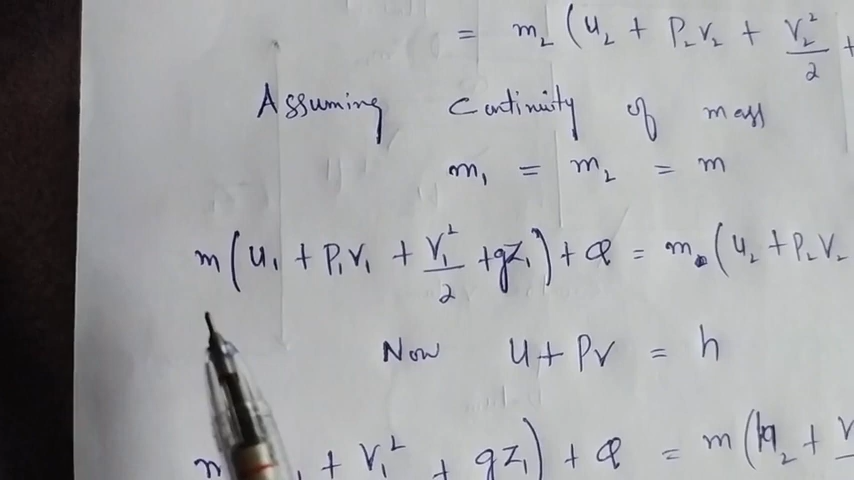 = m₂ (u₂ + P₂V₂ + V₂²/2 +
Assuming Continuity of mass
m₁ = m₂ = m
m(u₁ + P₁V₁ + V₁²/2 + gZ₁) + Q = m (u₂ + P₂V₂
Now u + PV = h
m + V₁² + gZ₁) + Q = m(h₂ + V